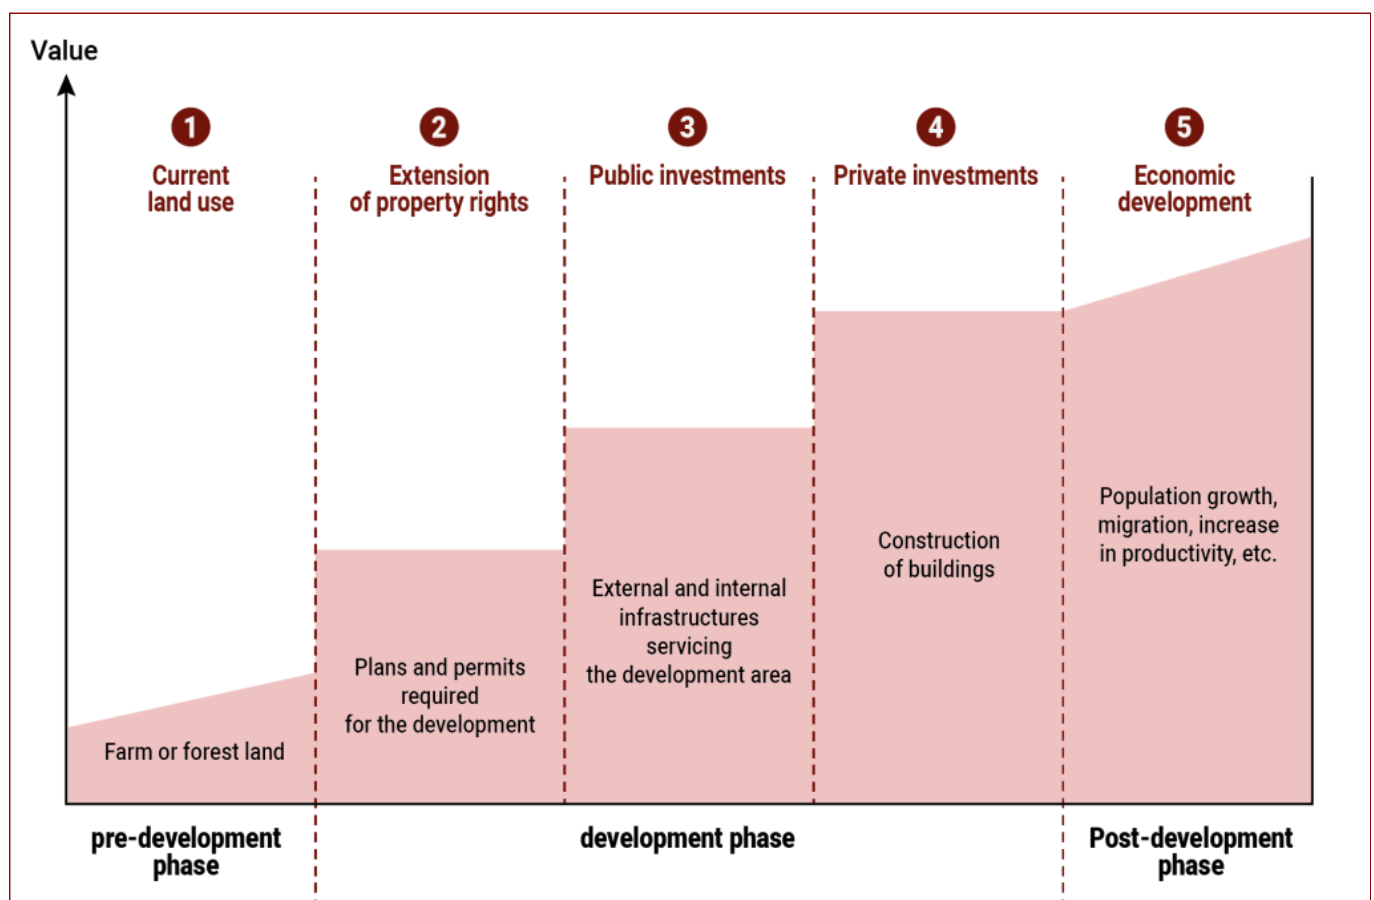 Value
1
Current
land use
2
Extension
of property rights
3
Public investments
4
Private investments
5
Economic
development
Farm or forest land
Plans and permits
required
for the development
External and internal
infrastructures
servicing
the development area
Construction
of buildings
Population growth,
migration, increase
in productivity, etc.
pre-development
phase
development phase
Post-development
phase